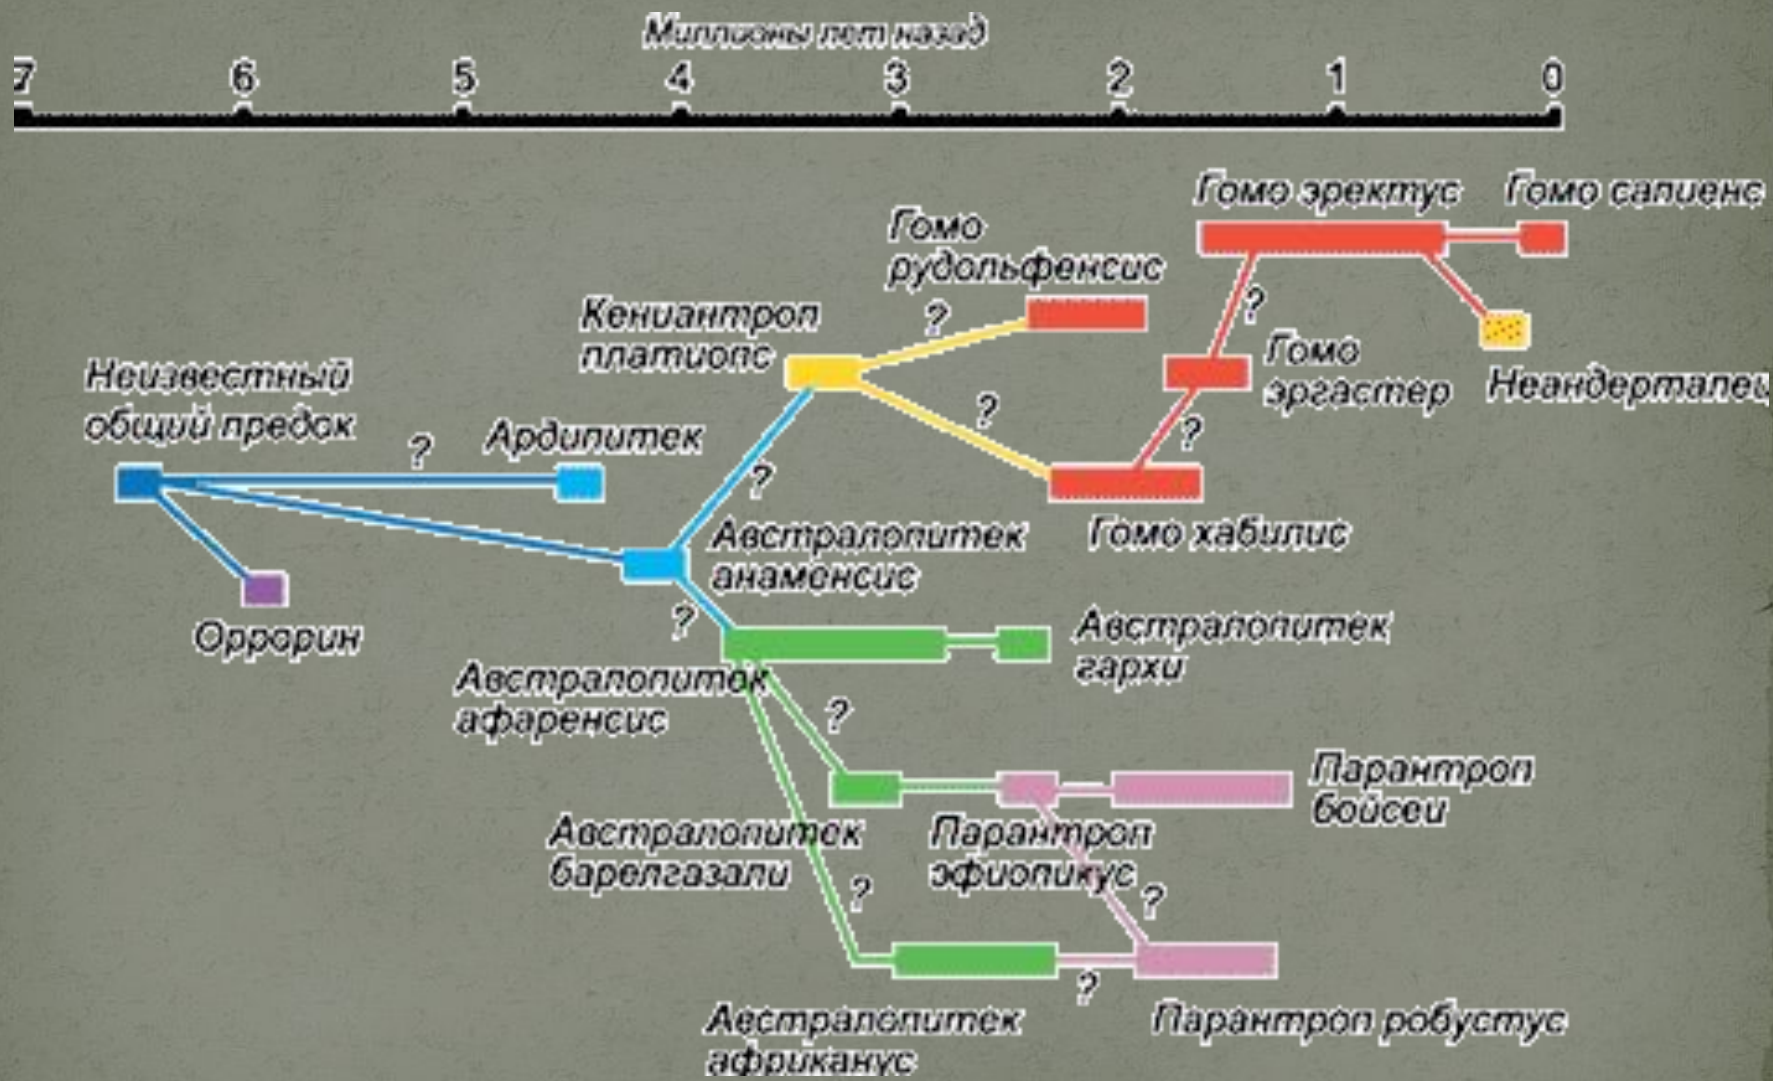 Миллионы лет назад
7 6 5 4 3 2 1 0
Гомо эректус
Гомо сапиенс
Гомо
рудольфенсис
?
Кениантроп
платиопс
?
Гомо
эргастер
Неандерталец
Неизвестный
общий предок
?
Ардипитек
?
?
?
Австралопитек
анаменсис
Гомо хабилис
?
Оррорин
Австралопитек
гархи
Австралопитек
афаренсис
?
Парантроп
бойсеи
Австралопитек
барелгазали
Парантроп
эфиопикус
?
?
?
Австралопитек
африканус
Парантроп робустус